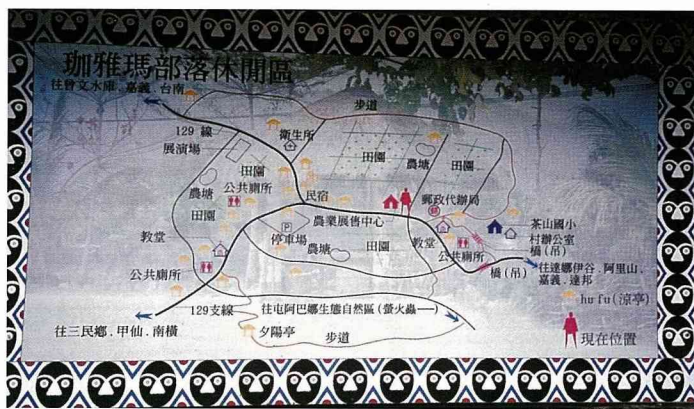 珈雅瑪部落休閒區
往曾文水庫．嘉義．台南
步道
129 線
衛生所
展演場
田園
田園
農塘
田園
農塘
公共廁所
民宿
田園
郵政代辦局
農業展售中心
茶山國小
教堂
停車場
教堂
村辦公室
P
農塘
田園
公共廁所
橋(吊)
公共廁所
橋(吊)
往達娜伊谷．阿里山．
嘉義．達邦
129支線
往屯阿巴娜生態自然區(螢火蟲—)
hu fu(涼亭)
往三民鄉．甲仙．南橫
夕陽亭
步道
現在位置